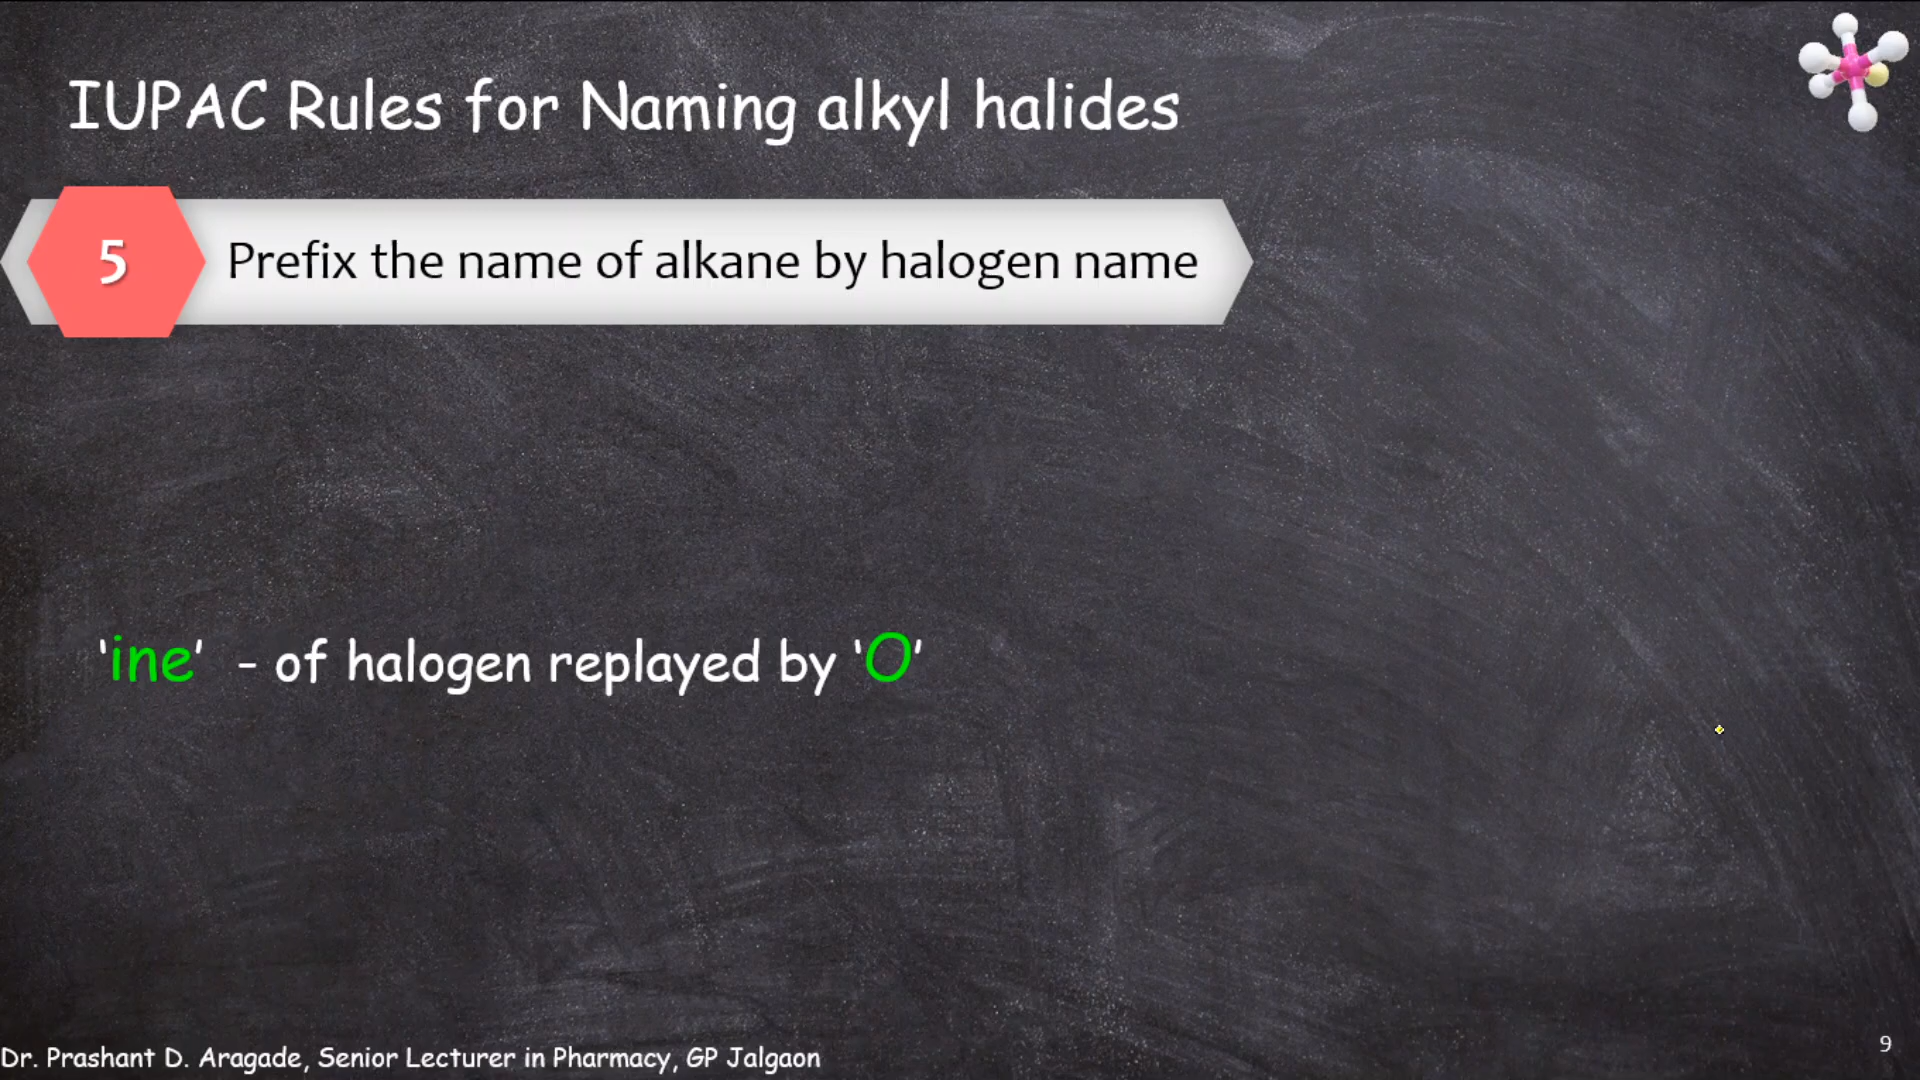 IUPAC Rules for Naming alkyl halides
5
Prefix the name of alkane by halogen name
‘ine’ - of halogen replayed by ‘O’
Dr. Prashant D. Aragade, Senior Lecturer in Pharmacy, GP Jalgaon
9